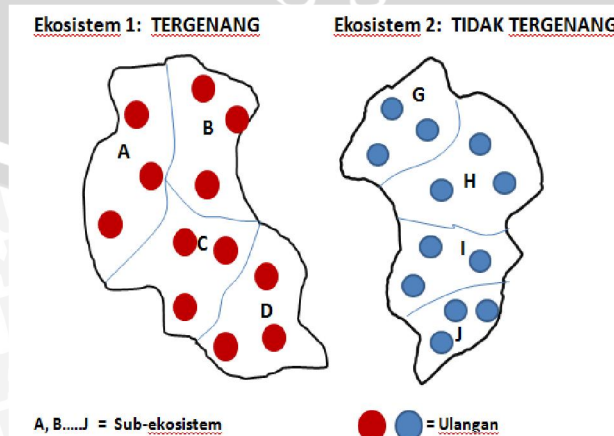 Ekosistem 1: TERGENANG
Ekosistem 2: TIDAK TERGENANG
A
B
C
D
G
H
I
J
A, B.....J = Sub-ekosistem
= Ulangan